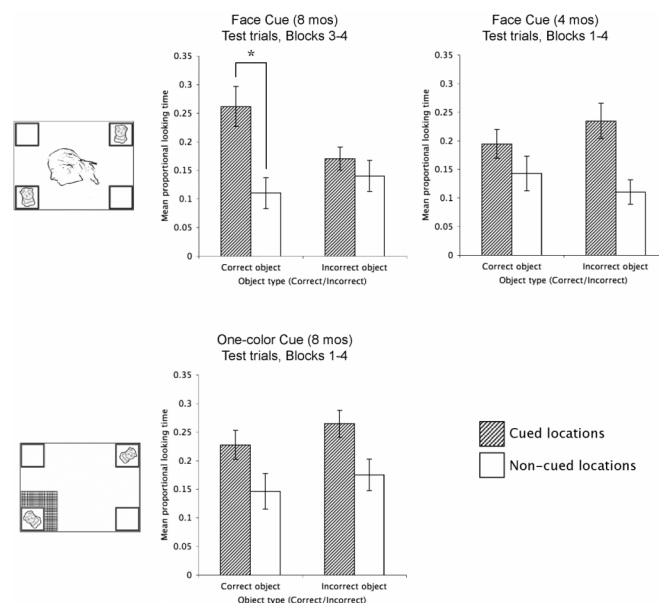 Face Cue (8 mos)
Test trials, Blocks 3-4
*
Mean proportional looking time
0.35
0.3
0.25
0.2
0.15
0.1
0.05
0
Correct object
Incorrect object
Object type (Correct/Incorrect)
Face Cue (4 mos)
Test trials, Blocks 1-4
Mean proportional looking time
0.35
0.3
0.25
0.2
0.15
0.1
0.05
0
Correct object
Incorrect object
Object type (Correct/Incorrect)
One-color Cue (8 mos)
Test trials, Blocks 1-4
Mean proportional looking time
0.35
0.3
0.25
0.2
0.15
0.1
0.05
0
Correct object
Incorrect object
Object type (Correct/Incorrect)
Cued locations
Non-cued locations